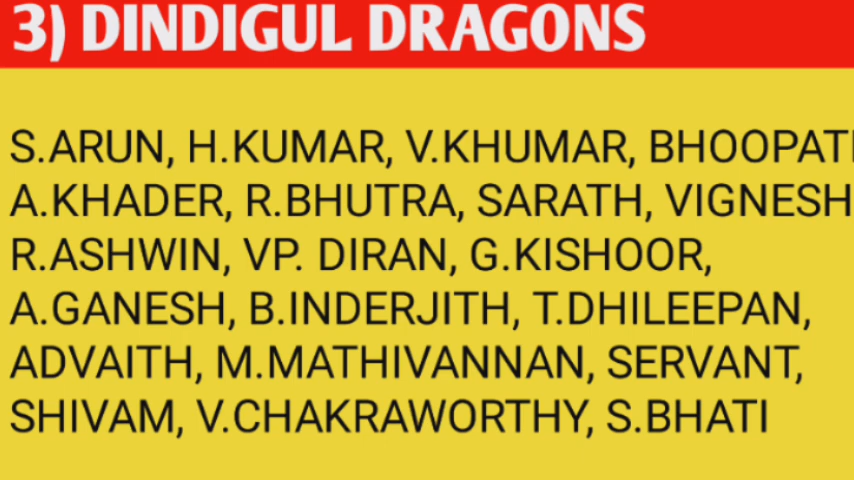 3) DINDIGUL DRAGONS
S.ARUN, H.KUMAR, V.KHUMAR,
A.KHADER, R.BHUTRA, SARATH, VIGNESH
R.ASHWIN, VP. DIRAN, G.KISHOOR,
A.GANESH, B.INDERJITH, T.DHILEEPAN,
ADVAITH, M.MATHIVANNAN, SERVANT,
SHIVAM, V.CHAKRAWORTHY, S.BHATI